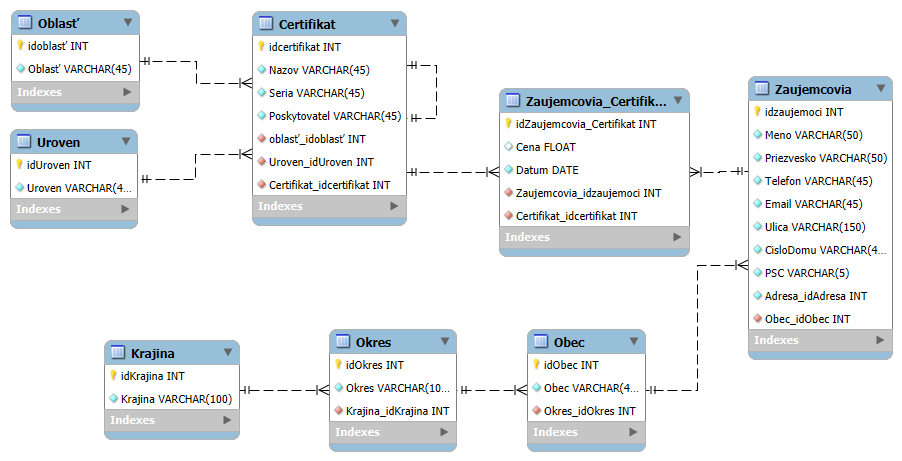 Oblasť
idoblasť INT
Oblasť VARCHAR(45)
Indexes
Uroven
idUroven INT
Uroven VARCHAR(4...
Indexes
Certifikat
idcertifikat INT
Nazov VARCHAR(45)
Seria VARCHAR(45)
Poskytovatel VARCHAR(45)
oblasť_idoblasť INT
Uroven_idUroven INT
Certifikat_idcertifikat INT
Indexes
Zaujemcovia_Certifik...
idZaujemcovia_Certifikat INT
Cena FLOAT
Datum DATE
Zaujemcovia_idzaujemoci INT
Certifikat_idcertifikat INT
Indexes
Zaujemcovia
idzaujemoci INT
Meno VARCHAR(50)
Priezvesko VARCHAR(50)
Telefon VARCHAR(45)
Email VARCHAR(45)
Ulica VARCHAR(150)
CisloDomu VARCHAR(4...
PSC VARCHAR(5)
Adresa_idAdresa INT
Obec_idObec INT
Indexes
Krajina
idKrajina INT
Krajina VARCHAR(100)
Indexes
Okres
idOkres INT
Okres VARCHAR(10...
Krajina_idKrajina INT
Indexes
Obec
idObec INT
Obec VARCHAR(4...
Okres_idOkres INT
Indexes